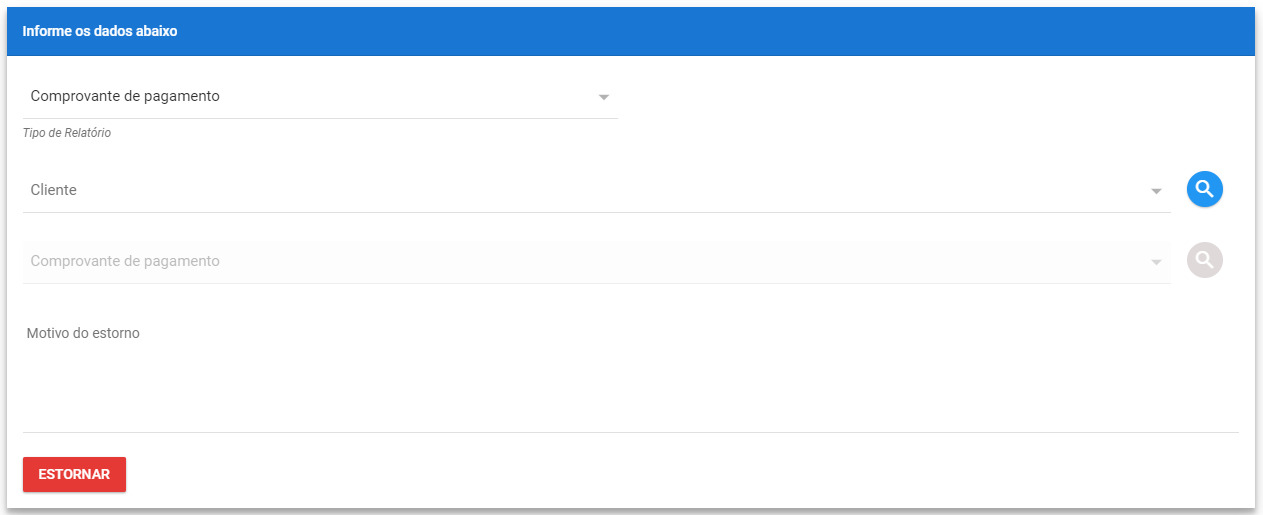 Informe os dados abaixo
Comprovante de pagamento
Tipo de Relatório
Cliente
Comprovante de pagamento
Motivo do estorno
ESTORNAR